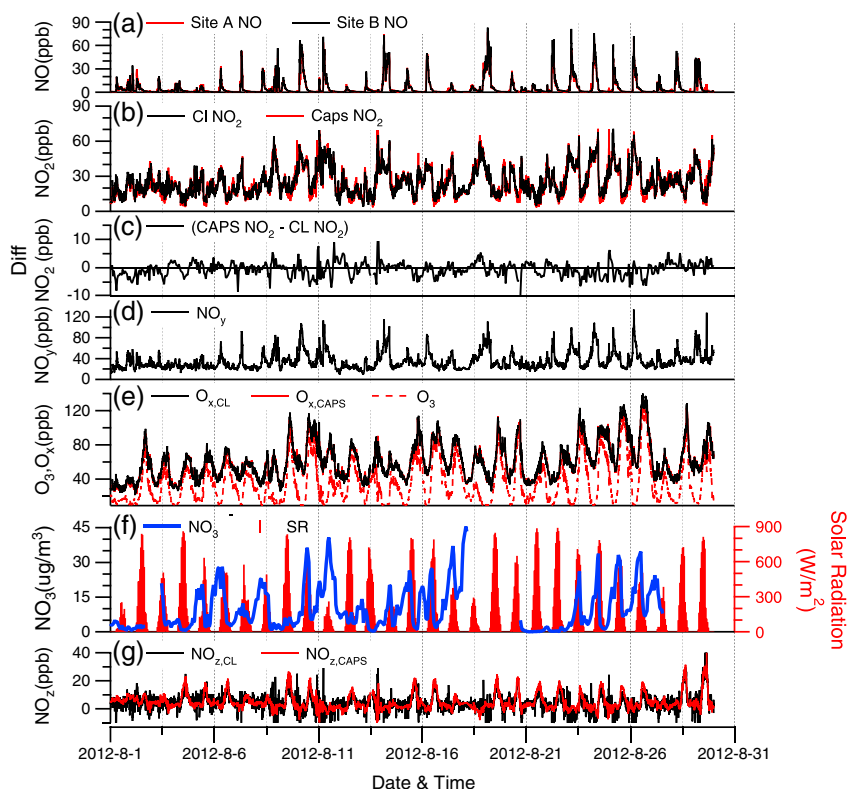 (a) Site A NO Site B NO
90
60
30
0
NO(ppb)
(b) Cl NO2 Caps NO2
90
60
30
0
NO2(ppb)
(c) (CAPS NO2 - CL NO2)
10
0
-10
Diff
NO2 (ppb)
(d) NOy
120
80
40
0
NOy(ppb)
(e) Ox,CL Ox,CAPS O3
120
80
40
O3,Ox(ppb)
(f) NO3- SR
45
30
15
0
NO3(ug/m3)
900
600
300
0
Solar Radiation
(W/m2)
(g) NOz,CL NOz,CAPS
40
20
0
NOz(ppb)
2012-8-1 2012-8-6 2012-8-11 2012-8-16 2012-8-21 2012-8-26 2012-8-31
Date & Time